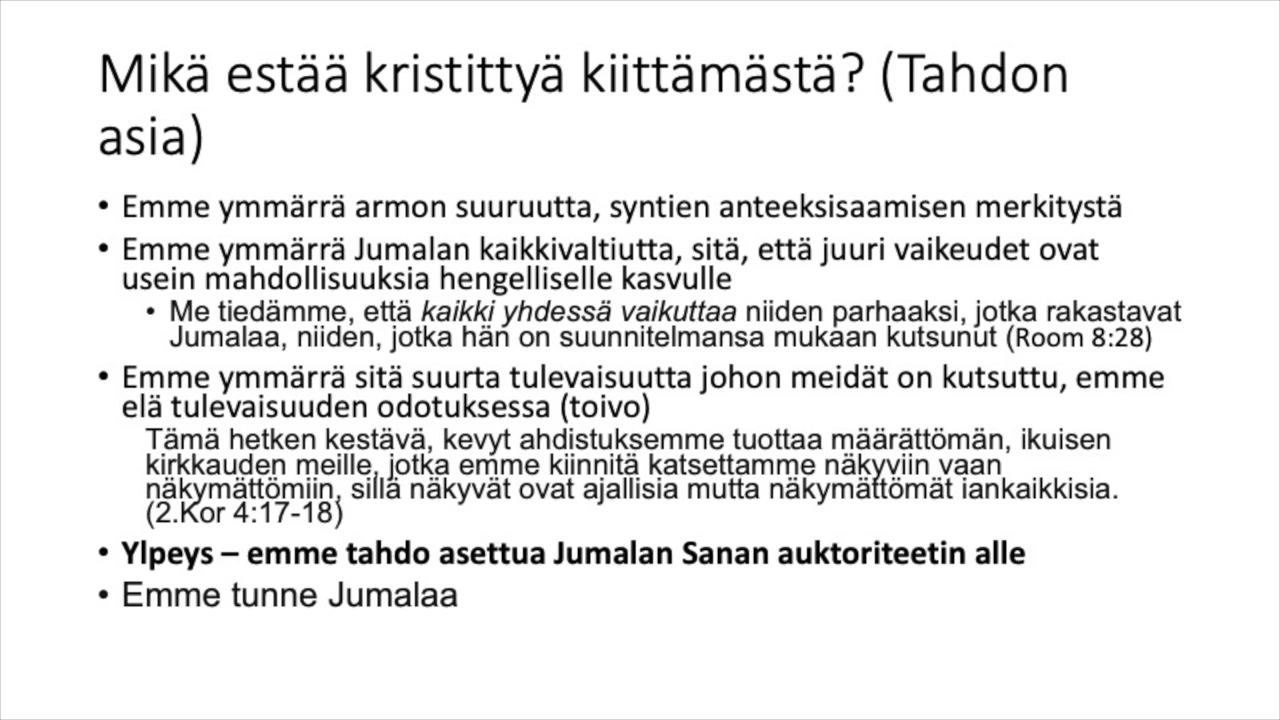 Mikä estää kristittyä kiittämästä? (Tahdon
asia)
• Emme ymmärrä armon suuruutta, syntien anteeksisaamisen merkitystä
• Emme ymmärrä Jumalan kaikkivaltiutta, sitä, että juuri vaikeudet ovat
usein mahdollisuuksia hengelliselle kasvulle
• Me tiedämme, että kaikki yhdessä vaikuttaa niiden parhaaksi, jotka rakastavat
Jumalaa, niiden, jotka hän on suunnitelmansa mukaan kutsunut (Room 8:28)
• Emme ymmärrä sitä suurta tulevaisuutta johon meidät on kutsuttu, emme
elä tulevaisuuden odotuksessa (toivo)
Tämä hetken kestävä, kevyt ahdistuksemme tuottaa määrättömän, ikuisen
kirkkauden meille, jotka emme kiinnitä katsettamme näkyviin vaan
näkymättömiin, sillä näkyvät ovat ajallisia mutta näkymättömät iankaikkisia.
(2.Kor 4:17-18)
• Ylpeys – emme tahdo asettua Jumalan Sanan auktoriteetin alle
• Emme tunne Jumalaa